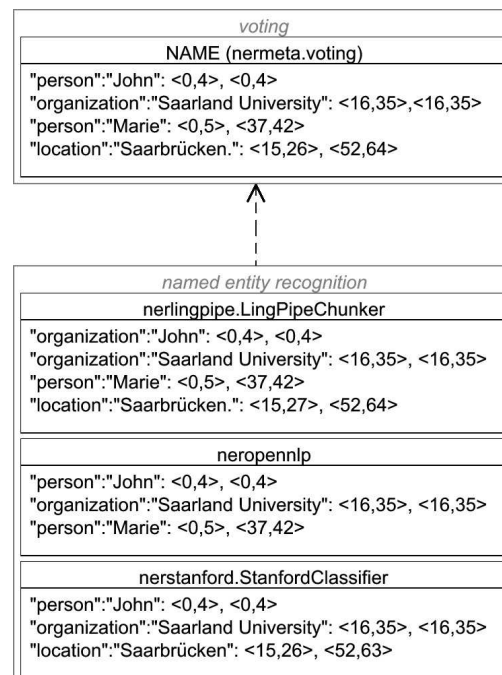 voting
NAME (nermeta.voting)
"person":"John": <0,4>, <0,4>
"organization":"Saarland University": <16,35>,<16,35>
"person":"Marie": <0,5>, <37,42>
"location":"Saarbrücken.": <15,26>, <52,64>
named entity recognition
nerlingpipe.LingPipeChunker
"organization":"John": <0,4>, <0,4>
"organization":"Saarland University": <16,35>, <16,35>
"person":"Marie": <0,5>, <37,42>
"location":"Saarbrücken.": <15,27>, <52,64>
neropennlp
"person":"John": <0,4>, <0,4>
"organization":"Saarland University": <16,35>, <16,35>
"person":"Marie": <0,5>, <37,42>
nerstanford.StanfordClassifier
"person":"John": <0,4>, <0,4>
"organization":"Saarland University": <16,35>, <16,35>
"location":"Saarbrücken": <15,26>, <52,63>